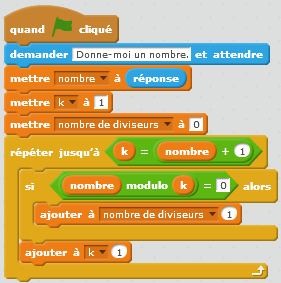 quand cliqué
demander Donne-moi un nombre. et attendre
mettre nombre à réponse
mettre k à 1
mettre nombre de diviseurs à 0
répéter jusqu'à k = nombre + 1
si nombre modulo k = 0 alors
ajouter à nombre de diviseurs 1
ajouter à k 1